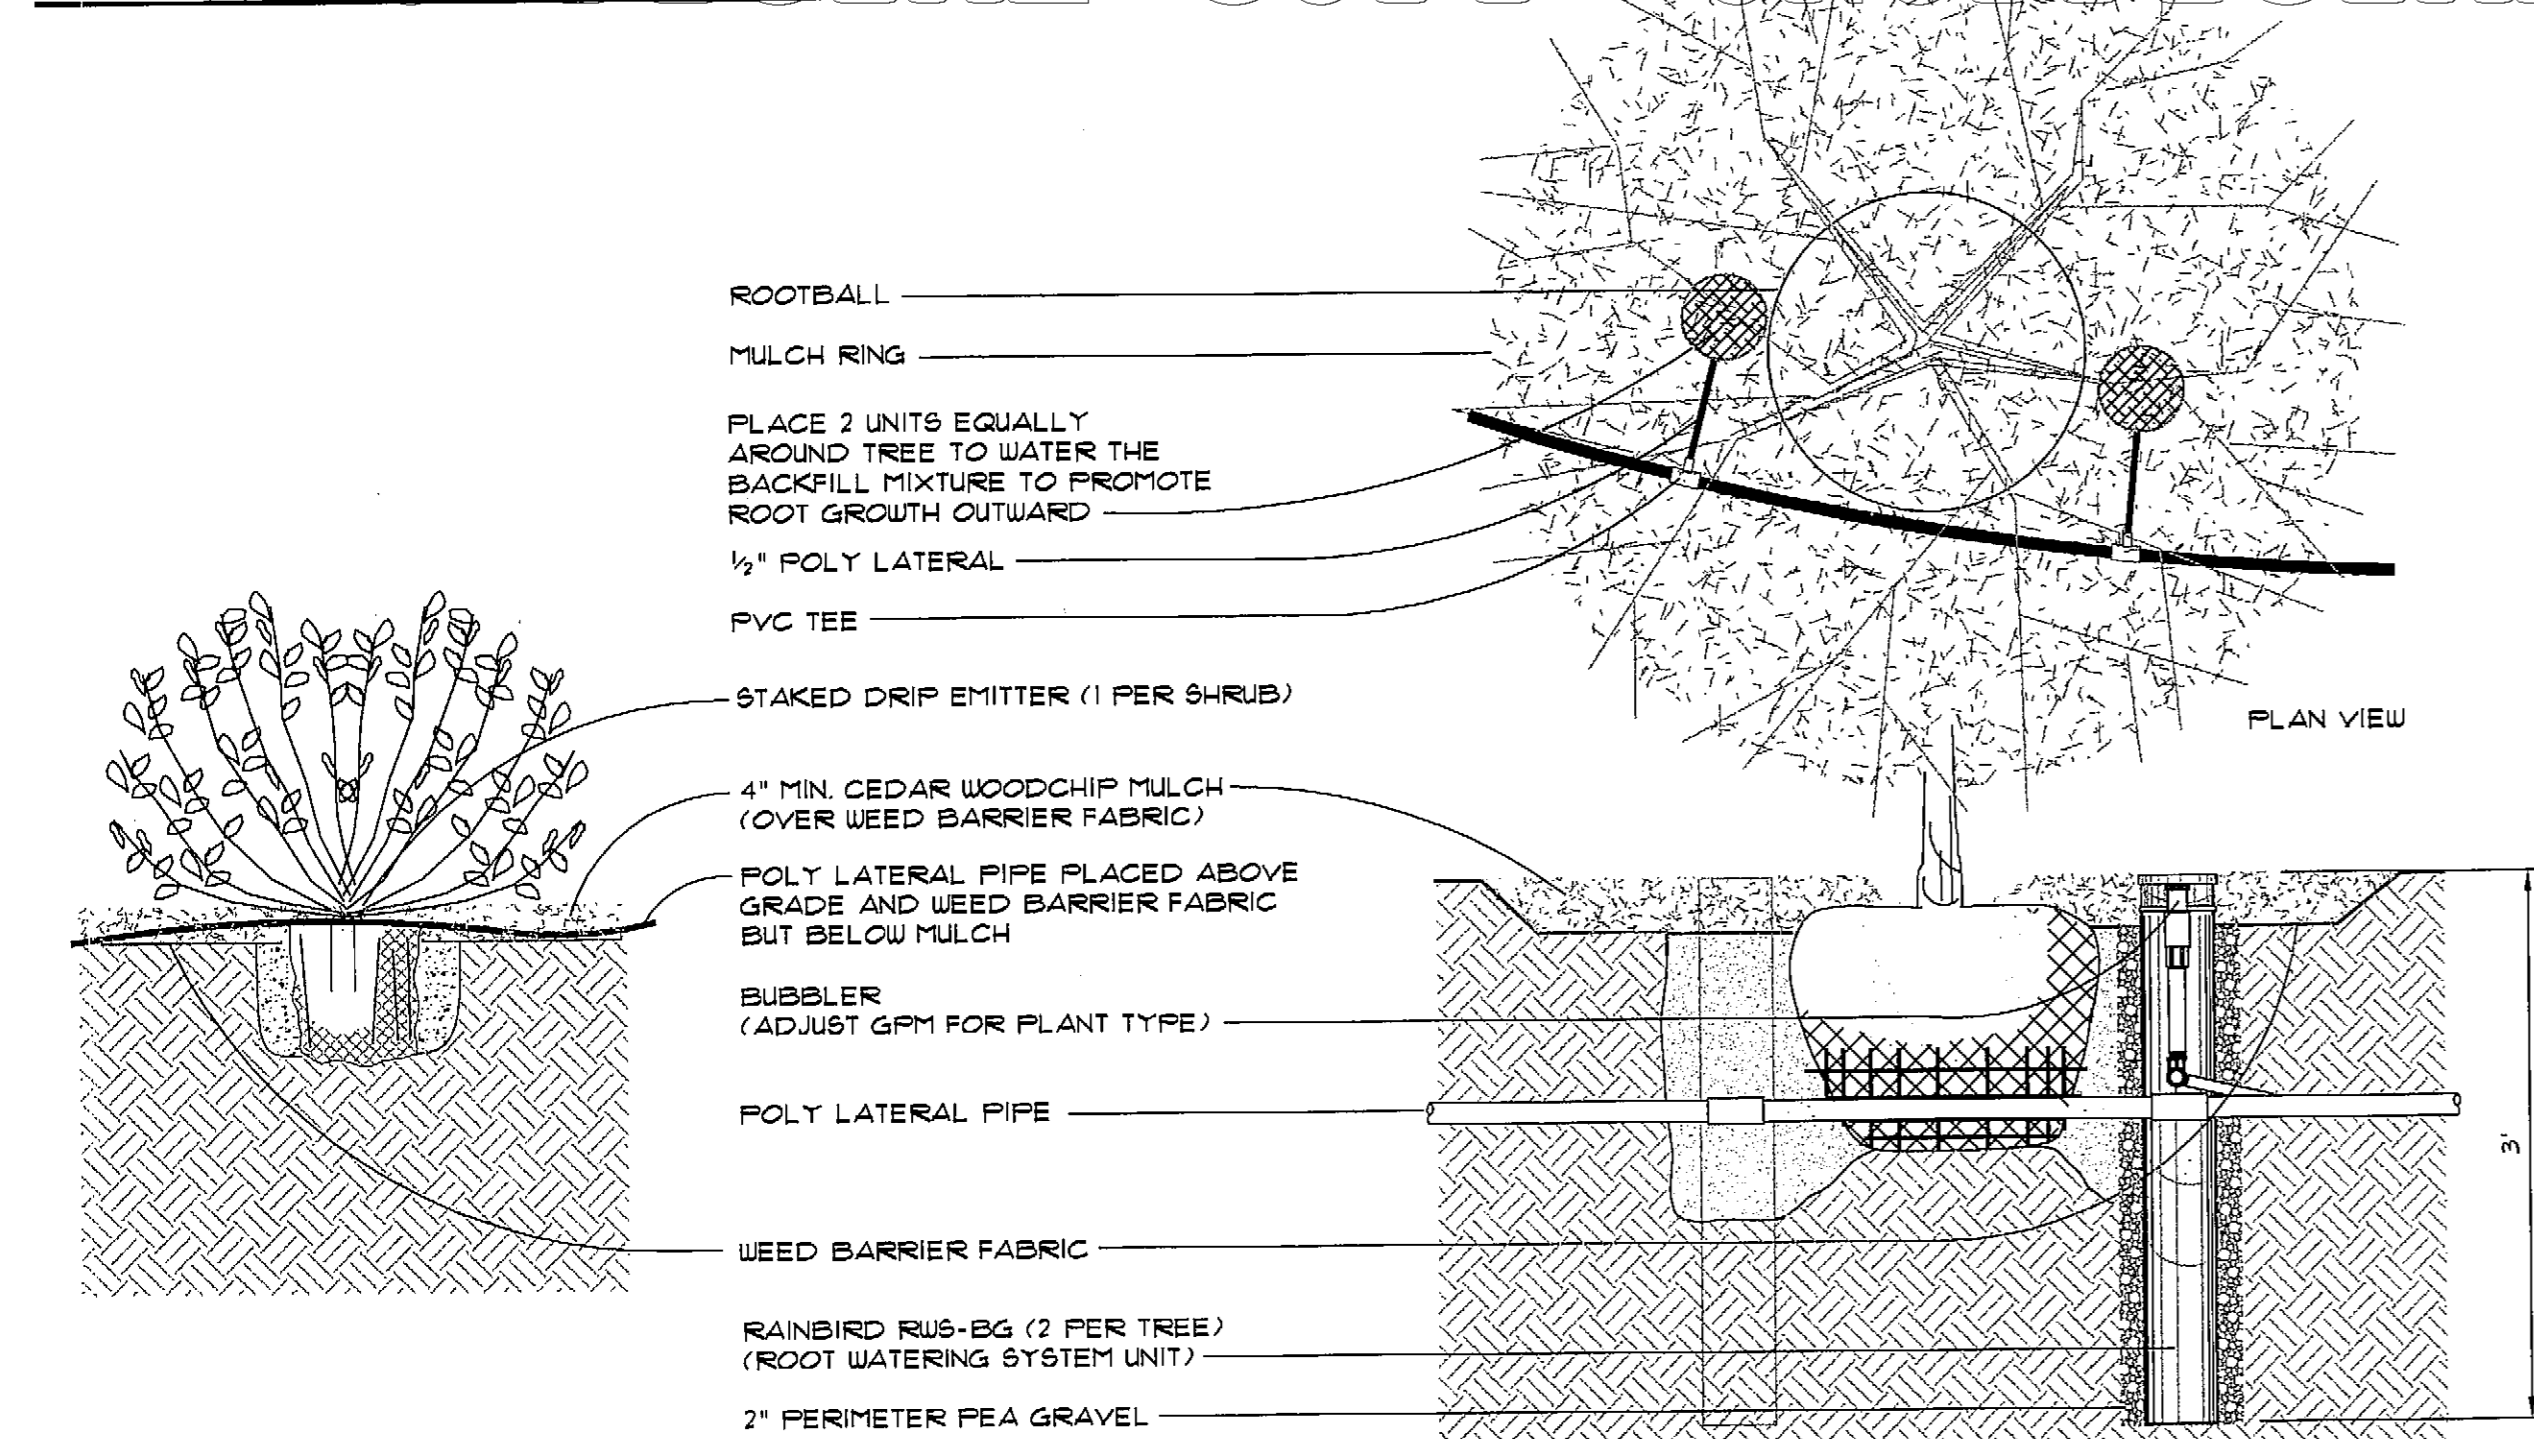 ROOTBALL
MULCH RING
PLACE 2 UNITS EQUALLY
AROUND TREE TO WATER THE
BACKFILL MIXTURE TO PROMOTE
ROOT GROWTH OUTWARD
1/2" POLY LATERAL
PVC TEE
STAKED DRIP EMITTER (1 PER SHRUB)
PLAN VIEW
4" MIN. CEDAR WOODCHIP MULCH
(OVER WEED BARRIER FABRIC)
POLY LATERAL PIPE PLACED ABOVE
GRADE AND WEED BARRIER FABRIC
BUT BELOW MULCH
BUBBLER
(ADJUST GPM FOR PLANT TYPE)
POLY LATERAL PIPE
3'
WEED BARRIER FABRIC
RAINBIRD RWS-BG (2 PER TREE)
(ROOT WATERING SYSTEM UNIT)
2" PERIMETER PEA GRAVEL